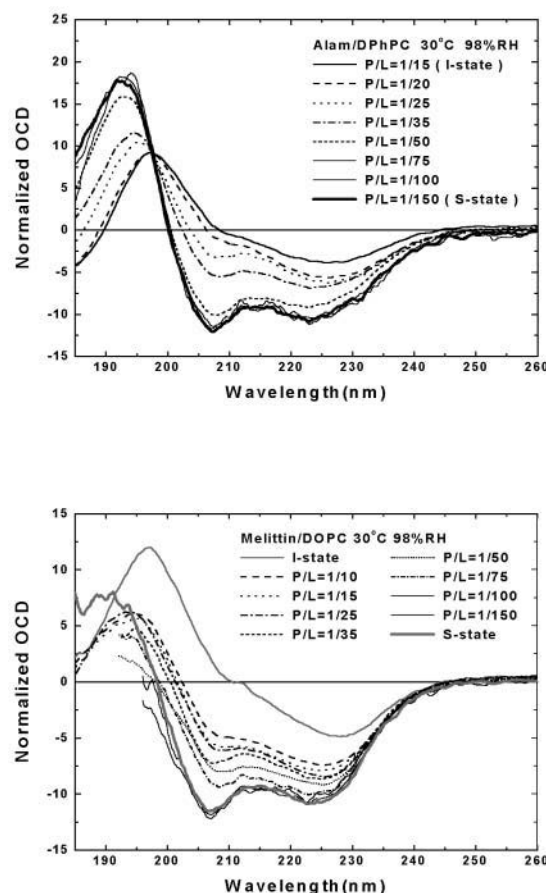 Alam/DPhPC 30°C 98%RH
P/L=1/15 ( I-state )
P/L=1/20
P/L=1/25
P/L=1/35
P/L=1/50
P/L=1/75
P/L=1/100
P/L=1/150 ( S-state )
Normalized OCD
25
20
15
10
5
0
-5
-10
-15
190 200 210 220 230 240 250 260
Wavelength(nm)
Melittin/DOPC 30°C 98%RH
I-state
P/L=1/10
P/L=1/15
P/L=1/25
P/L=1/35
P/L=1/50
P/L=1/75
P/L=1/100
P/L=1/150
S-state
Normalized OCD
15
10
5
0
-5
-10
-15
190 200 210 220 230 240 250 260
Wavelength(nm)